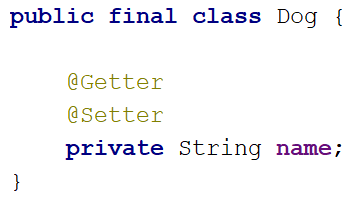 public final class Dog {
@Getter
@Setter
private String name;
}